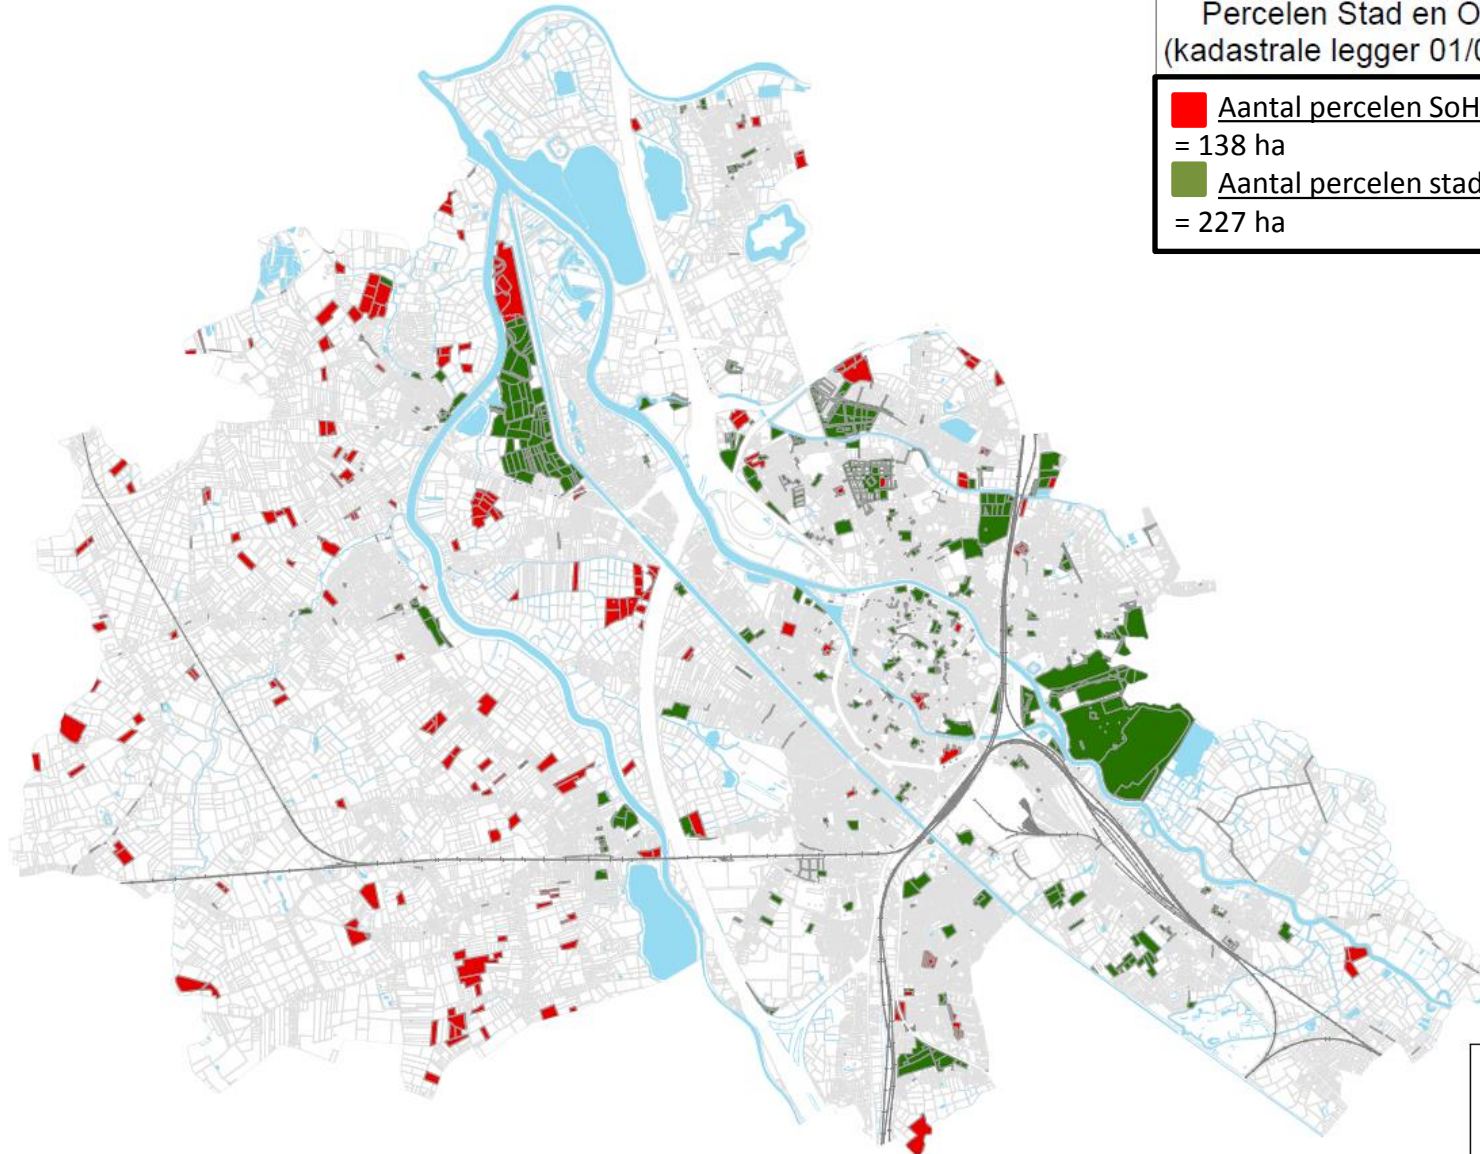 Percelen Stad en O
(kadastrale legger 01/0
Aantal percelen SoH
= 138 ha
Aantal percelen stad
= 227 ha